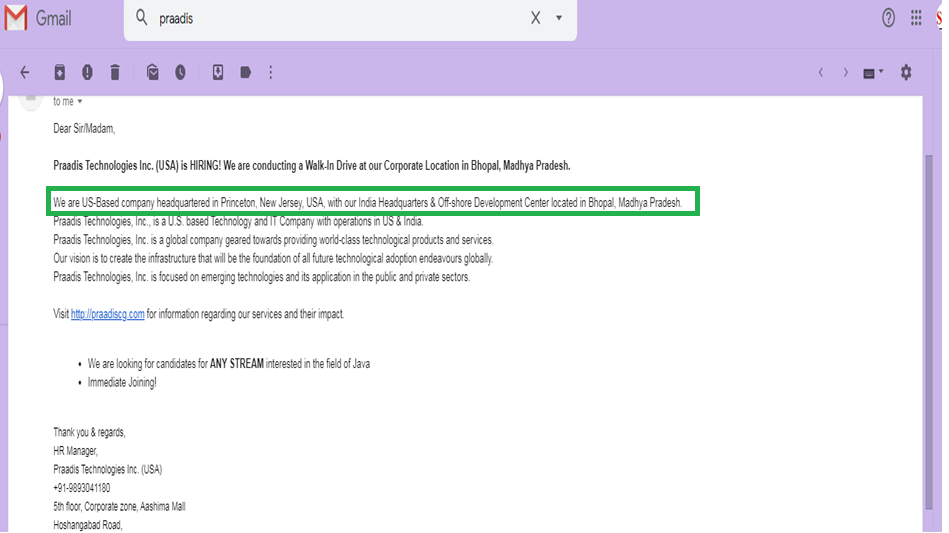 Gmail
praadis
to me
Dear Sir/Madam,
Praadis Technologies Inc. (USA) is HIRING! We are conducting a Walk-In Drive at our Corporate Location in Bhopal, Madhya Pradesh.
We are US-Based company headquartered in Princeton, New Jersey, USA, with our India Headquarters & Off-shore Development Center located in Bhopal, Madhya Pradesh.
Praadis Technologies, Inc., is a U.S. based Technology and IT Company with operations in US & India.
Praadis Technologies, Inc. is a global company geared towards providing world-class technological products and services.
Our vision is to create the infrastructure that will be the foundation of all future technological adoption endeavours globally.
Praadis Technologies, Inc. is focused on emerging technologies and its application in the public and private sectors.
Visit http://praadiscg.com for information regarding our services and their impact.
• We are looking for candidates for ANY STREAM interested in the field of Java
• Immediate Joining!
Thank you & regards,
HR Manager,
Praadis Technologies Inc. (USA)
+91-9893041180
5th floor, Corporate zone, Aashima Mall
Hoshangabad Road,